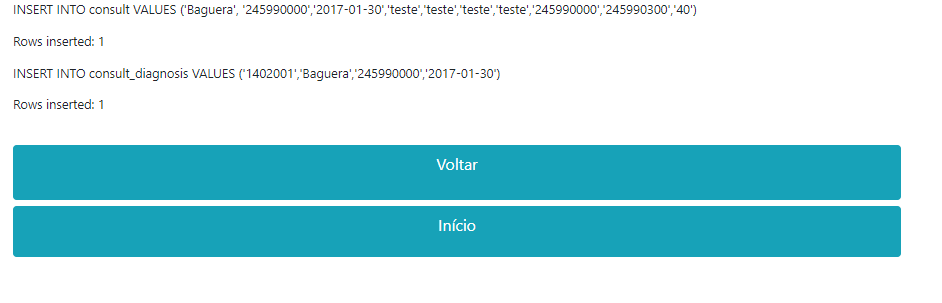 INSERT INTO consult VALUES ('Baguera', '245990000','2017-01-30','teste','teste','teste','teste','245990000','245990300','40')
Rows inserted: 1
INSERT INTO consult_diagnosis VALUES ('1402001','Baguera','245990000','2017-01-30')
Rows inserted: 1
Voltar
Início